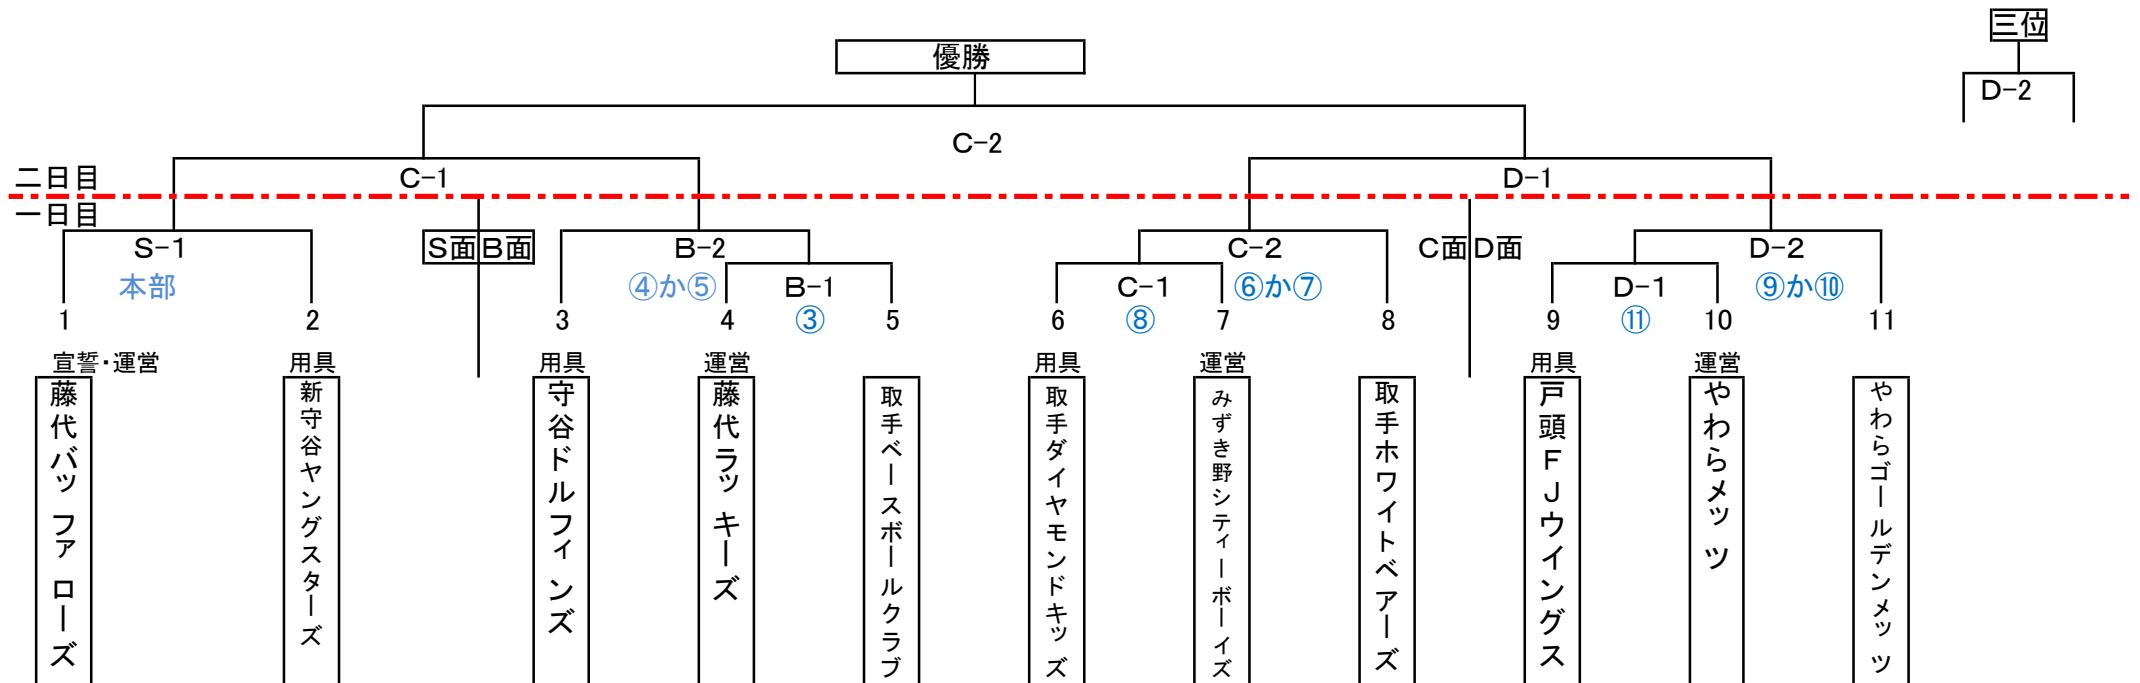 三位
優勝
D-2
C-2
二日目
C-1
D-1
一日目
S-1
S面
B面
B-2
C-2
C面
D面
D-2
本部
④か⑤
B-1
C-1
⑥か⑦
D-1
⑨か⑩
1
2
3
4
③
5
6
⑧
7
8
9
⑪
10
11
宣誓・運営
用具
用具
運営
用具
運営
用具
運営
藤代バッファローズ
新守谷ヤングスターズ
守谷ドルフィンズ
藤代ラッキーズ
取手ベースボールクラブ
取手ダイヤモンドキッズ
みずき野シティーボーイズ
取手ホワイトベアーズ
戸頭FJウイングス
やわらメッツ
やわらゴールデンメッツ